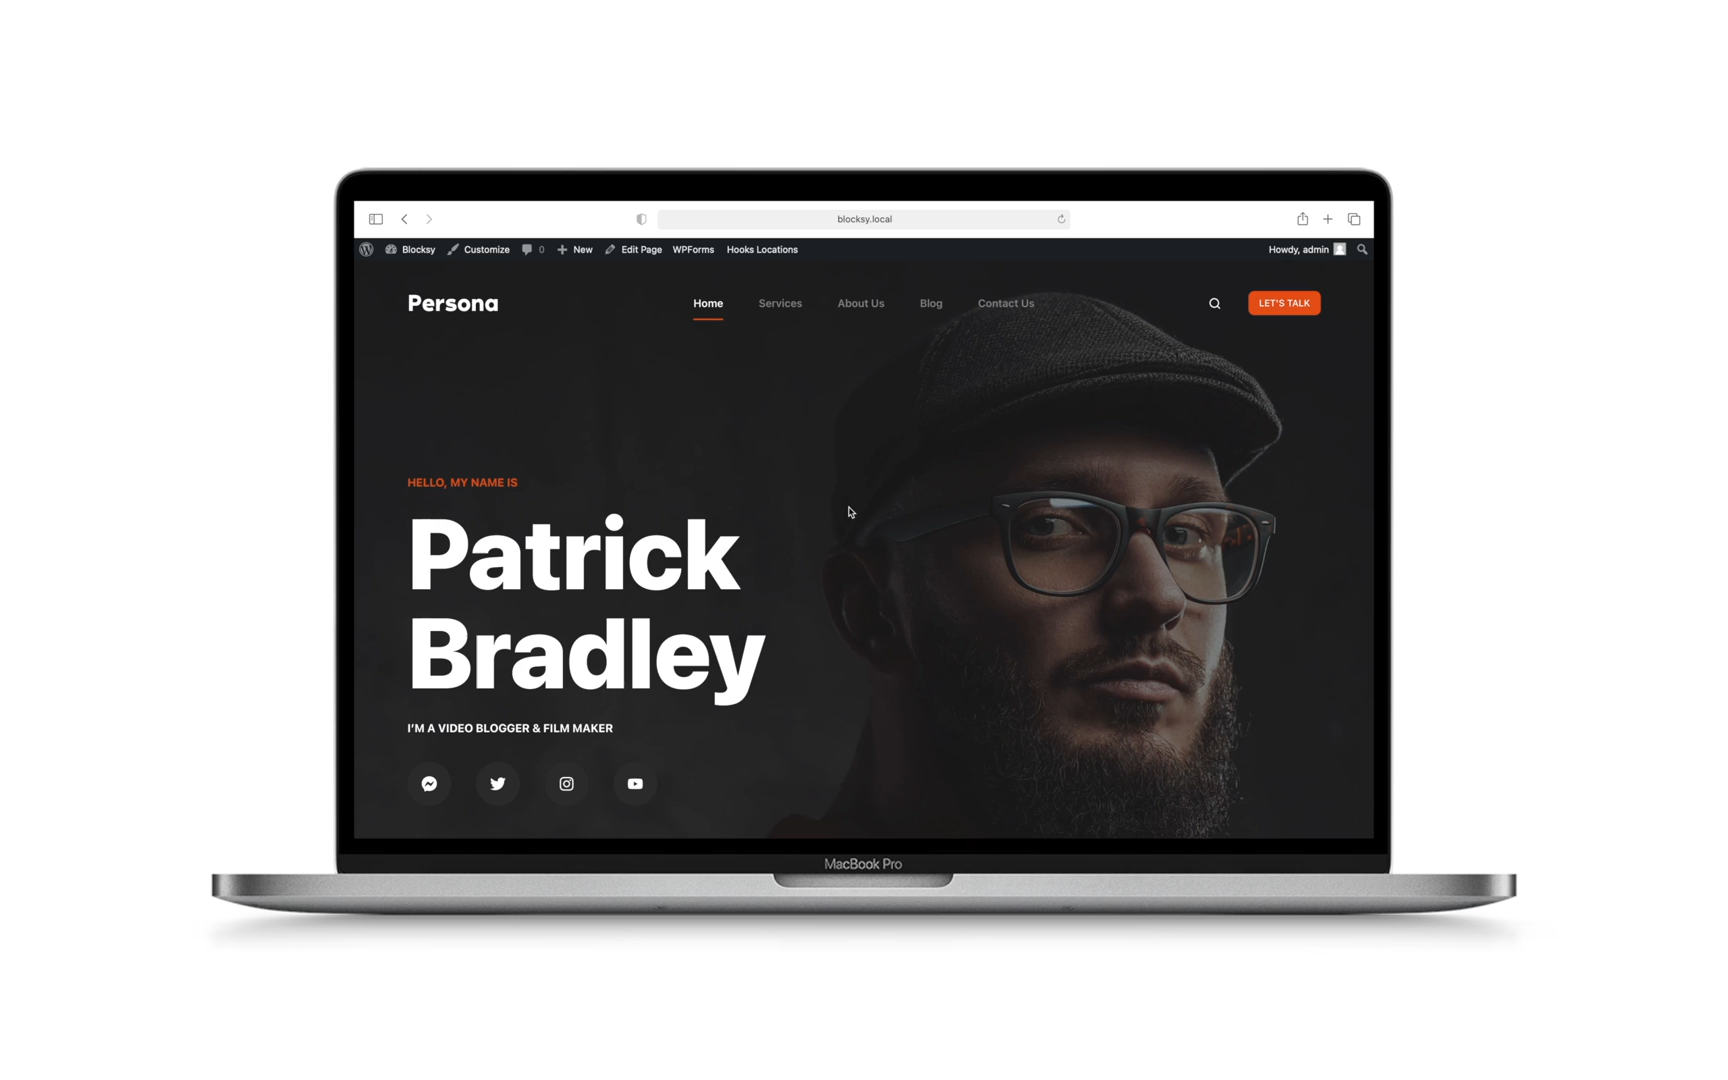 blocksy.local
Blocksy Customize 0 New Edit Page WPForms Hooks Locations Howdy, admin
Persona Home Services About Us Blog Contact Us LET'S TALK
HELLO, MY NAME IS
Patrick
Bradley
I'M A VIDEO BLOGGER & FILM MAKER
MacBook Pro